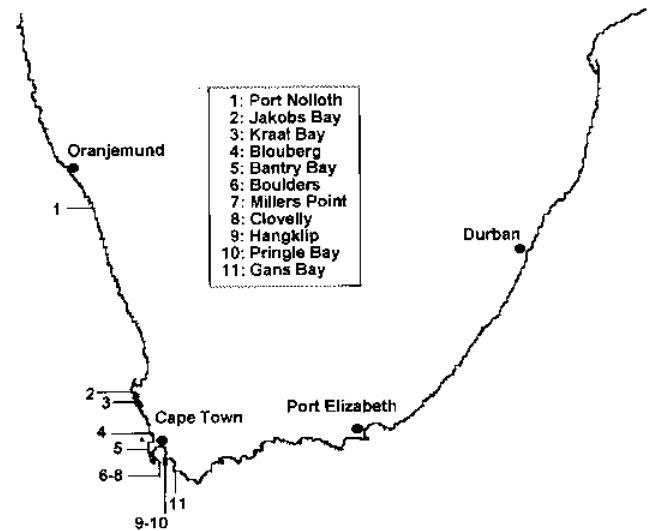 1: Port Nolloth
2: Jakobs Bay
3: Kraal Bay
4: Blouberg
5: Bantry Bay
6: Boulders
7: Millers Point
8: Clovelly
9: Hangklip
10: Pringle Bay
11: Gans Bay
Oranjemund
1
Durban
2
3
Cape Town
Port Elizabeth
4
5
6-8
11
9-10